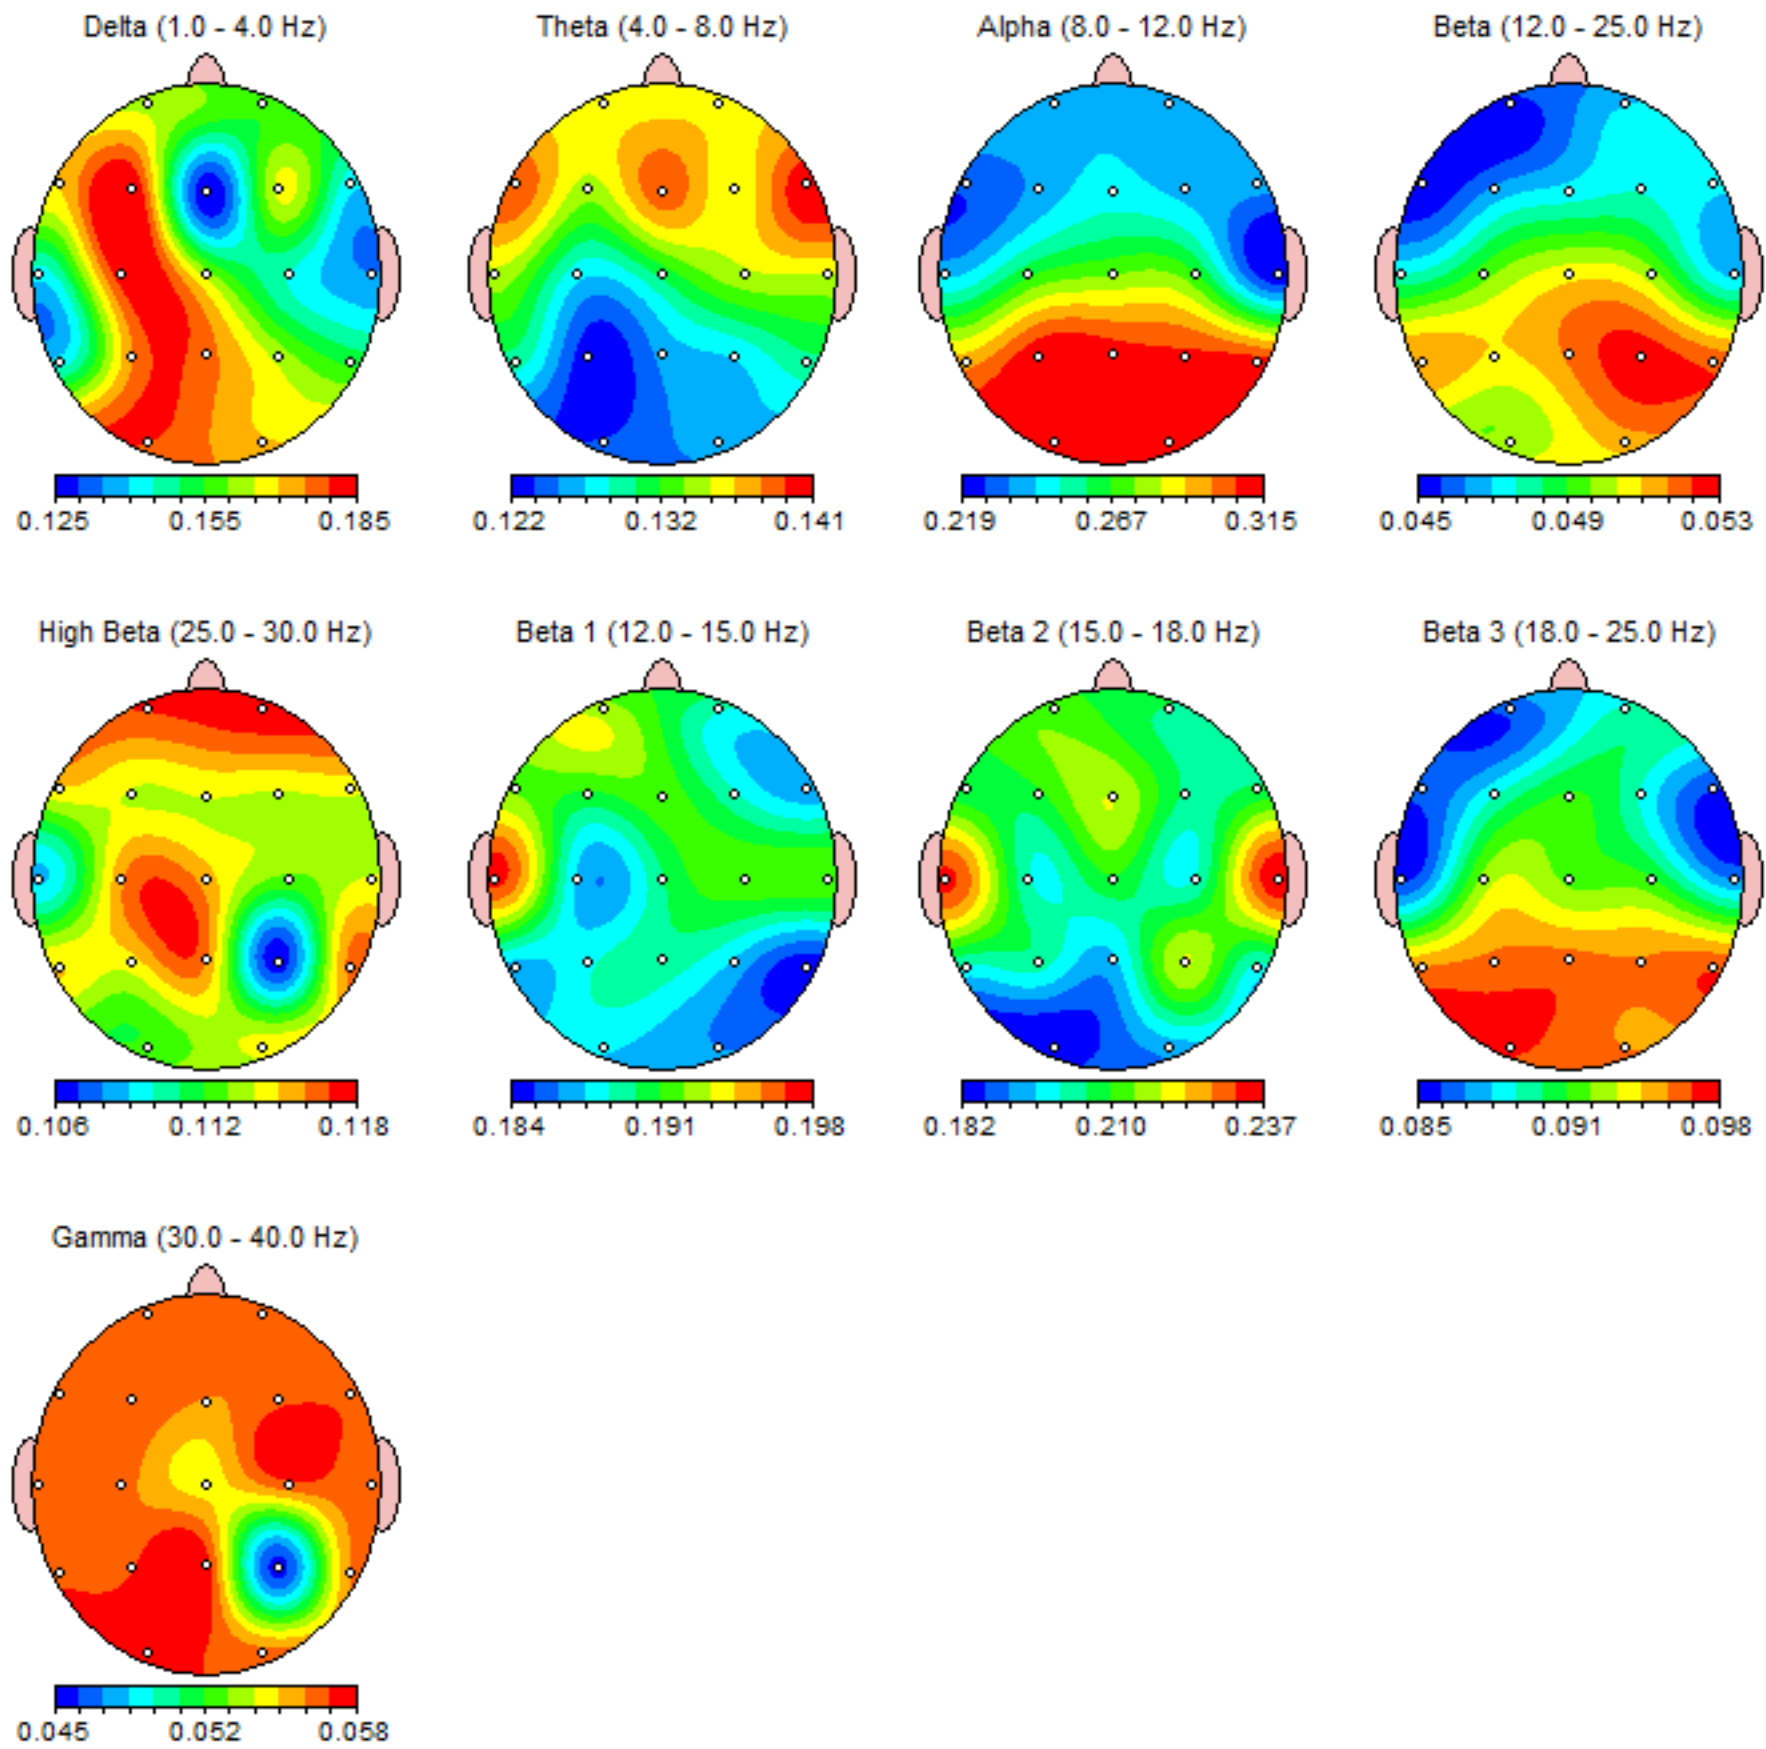 Delta (1.0 - 4.0 Hz)
Theta (4.0 - 8.0 Hz)
Alpha (8.0 - 12.0 Hz)
Beta (12.0 - 25.0 Hz)
0.125 0.155 0.185
0.122 0.132 0.141
0.219 0.267 0.315
0.045 0.049 0.053
High Beta (25.0 - 30.0 Hz)
Beta 1 (12.0 - 15.0 Hz)
Beta 2 (15.0 - 18.0 Hz)
Beta 3 (18.0 - 25.0 Hz)
0.106 0.112 0.118
0.184 0.191 0.198
0.182 0.210 0.237
0.085 0.091 0.098
Gamma (30.0 - 40.0 Hz)
0.045 0.052 0.058